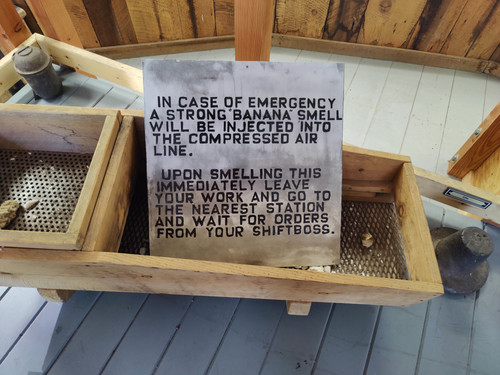 IN CASE OF EMERGENCY
A STRONG "BANANA" SMELL
WILL BE INJECTED INTO
THE COMPRESSED AIR
LINE.
UPON SMELLING THIS
IMMEDIATELY LEAVE
YOUR WORK AND GO TO
THE NEAREST STATION
AND WAIT FOR ORDERS
FROM YOUR SHIFTBOSS.